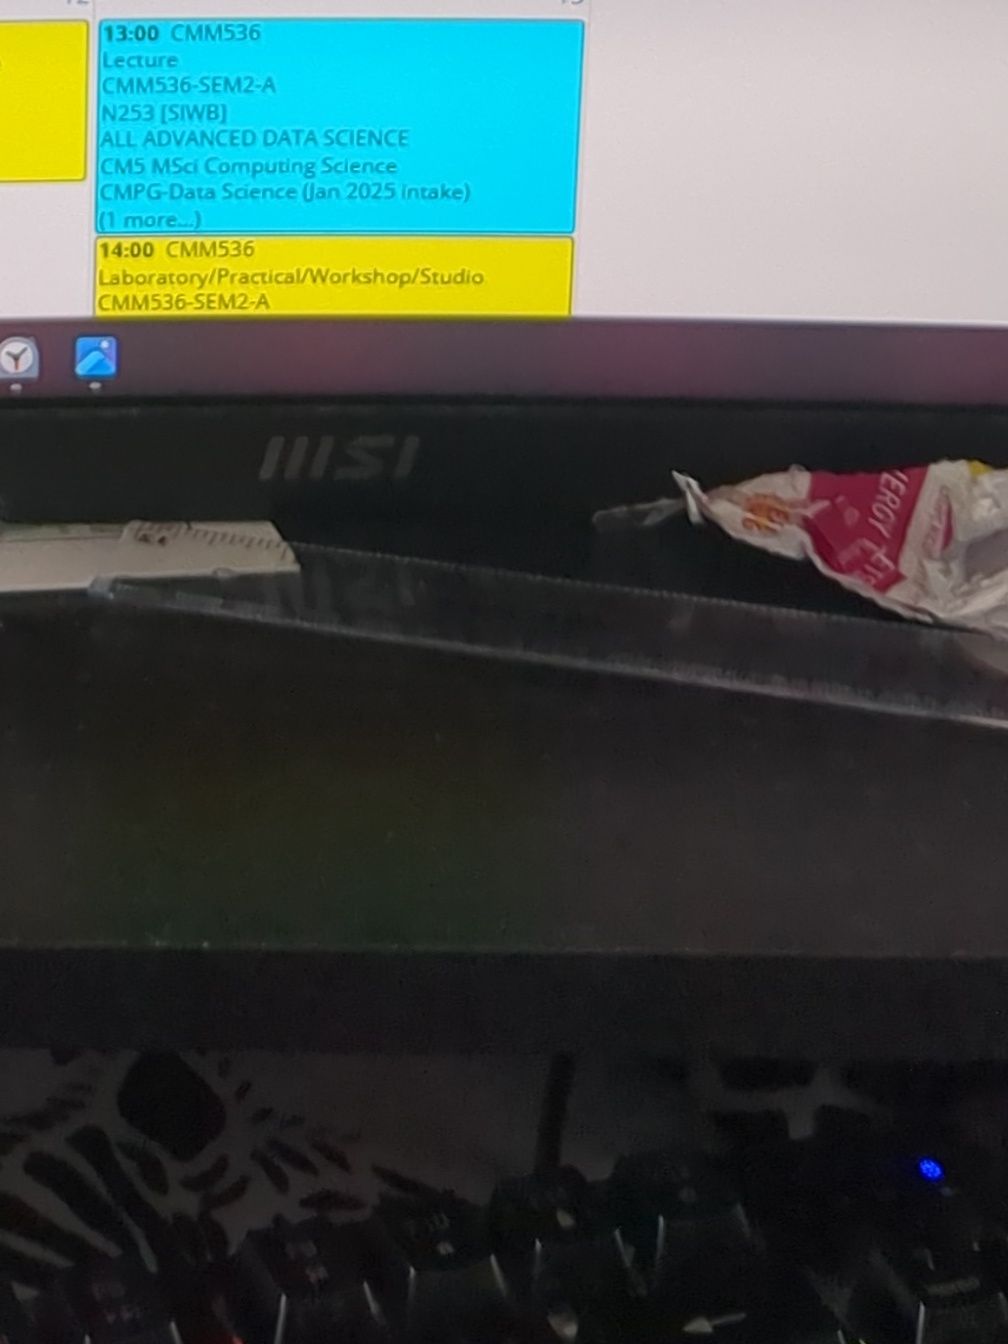 13:00 CMM536
Lecture
CMM536-SEM2-A
N253 [SIWB]
ALL ADVANCED DATA SCIENCE
CM5 MSci Computing Science
CMPG-Data Science (Jan 2025 intake)
(1 more...)
14:00 CMM536
Laboratory/Practical/Workshop/Studio
CMM536-SEM2-A
msi